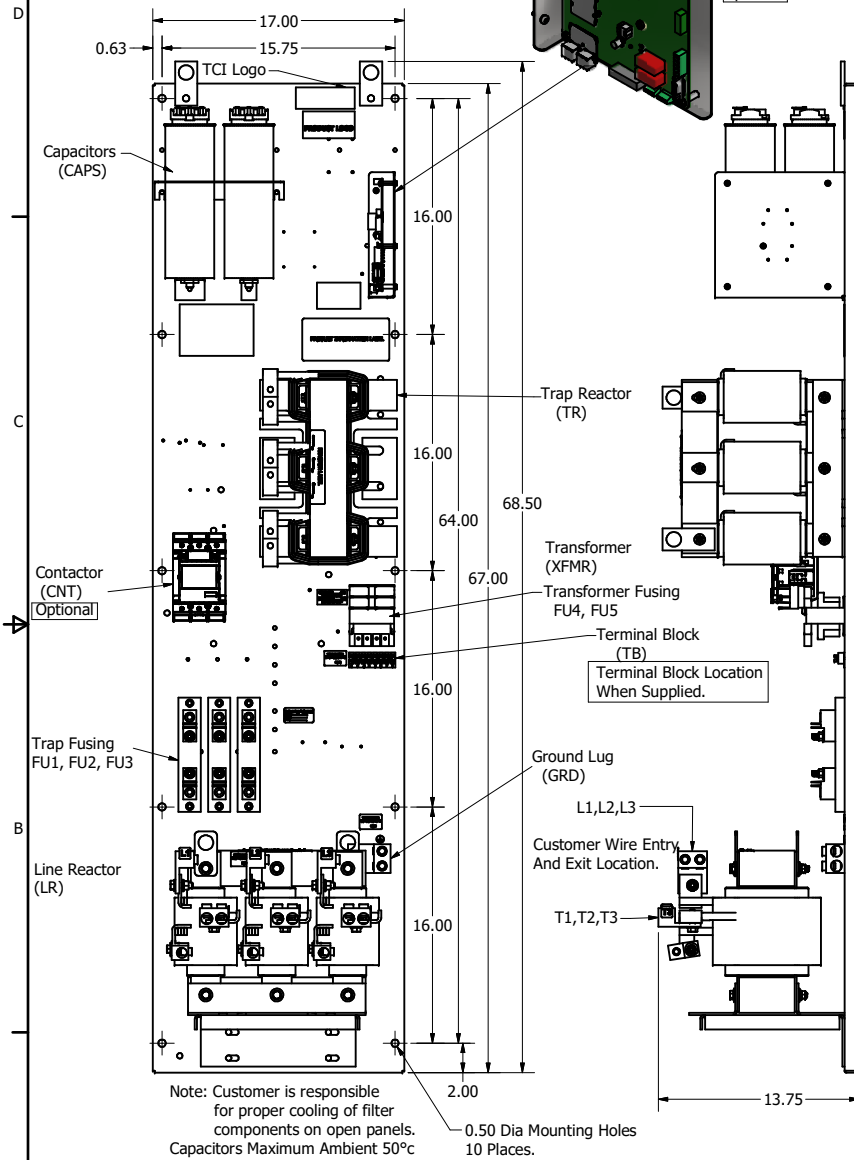 D
17.00
0.63
15.75
TCI Logo
PRODUCT LOGO
Capacitors
(CAPS)
16.00
PRODUCT INFORMATION LABEL
C
Trap Reactor
(TR)
16.00
68.50
64.00
Transformer
(XFMR)
67.00
Contactor
(CNT)
Optional
Transformer Fusing
FU4, FU5
Terminal Block
(TB)
Terminal Block Location
When Supplied.
16.00
Trap Fusing
FU1, FU2, FU3
Ground Lug
(GRD)
L1,L2,L3
B
Customer Wire Entry
And Exit Location.
Line Reactor
(LR)
T1,T2,T3
16.00
2.00
13.75
Note: Customer is responsible
for proper cooling of filter
components on open panels.
Capacitors Maximum Ambient 50°c
0.50 Dia Mounting Holes
10 Places.